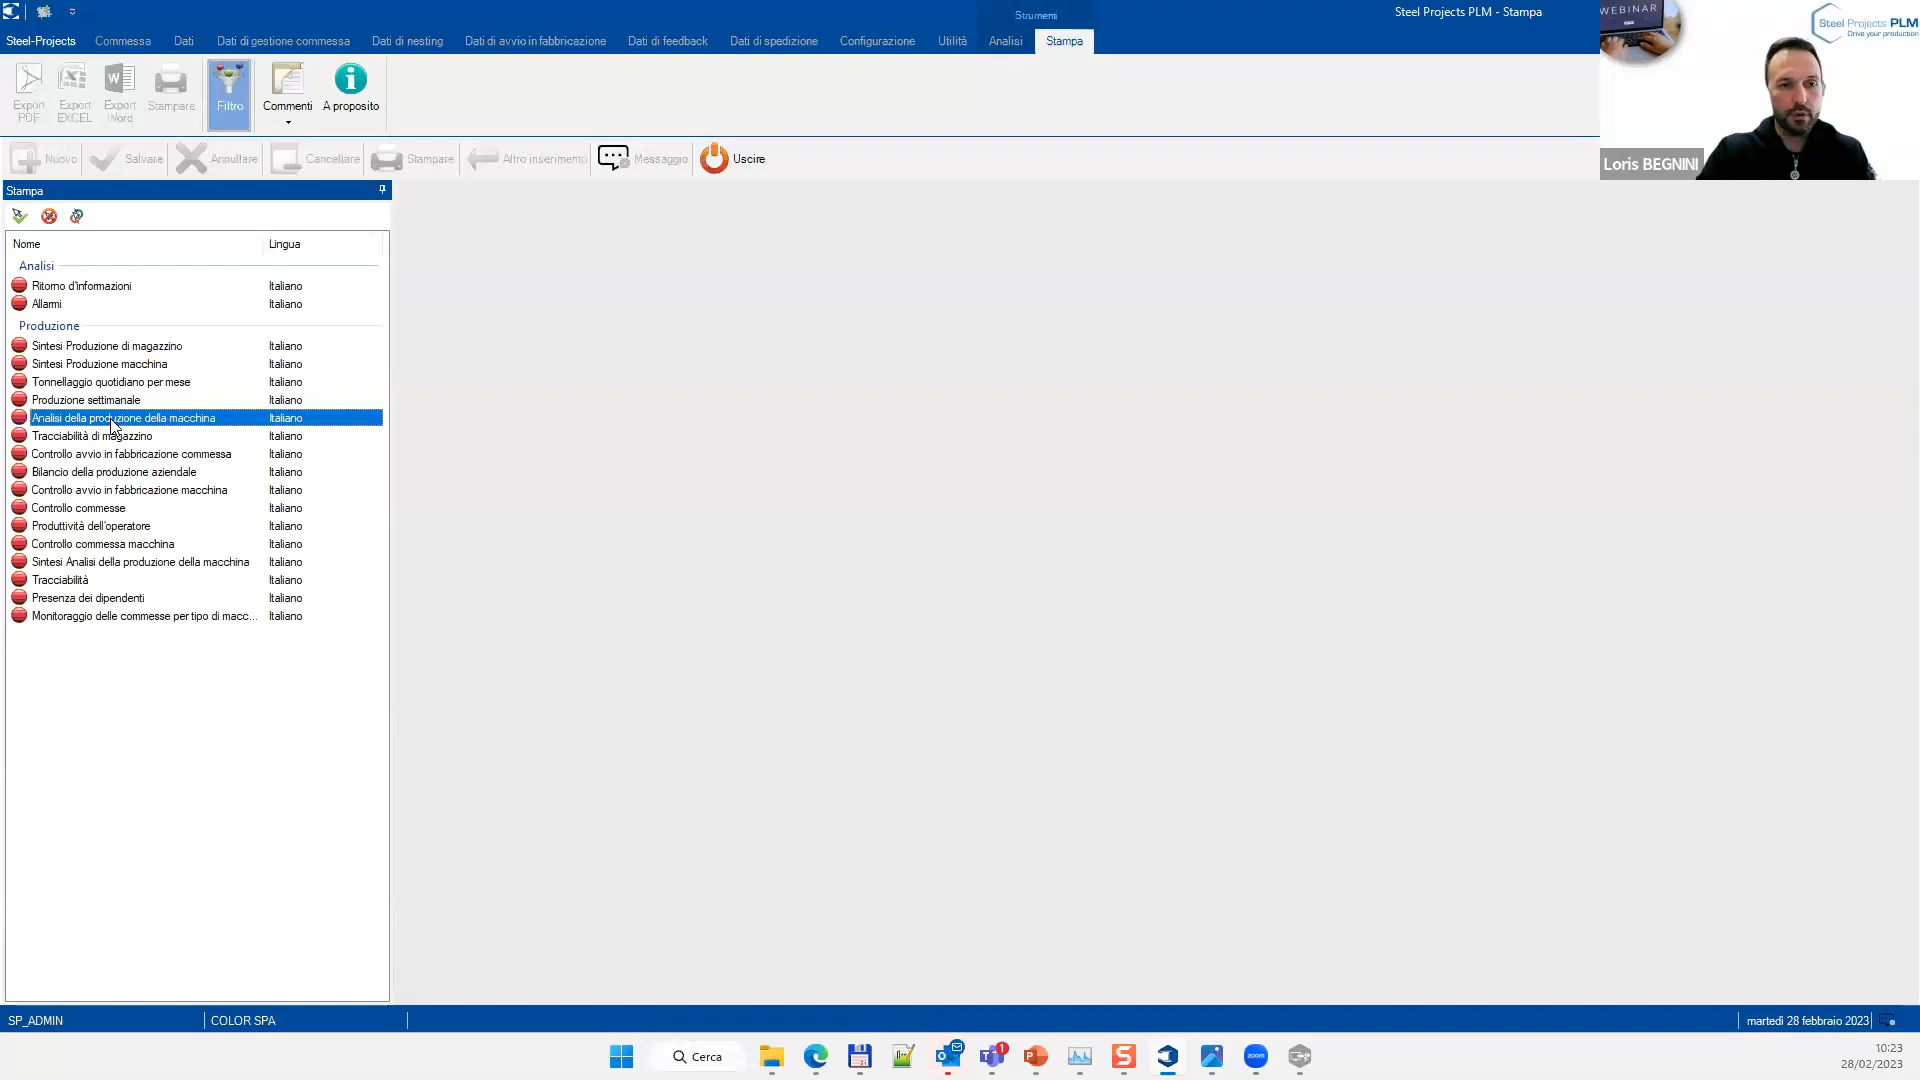 Strumenti
Steel Projects PLM - Stampa
WEBINAR
Steel Projects PLM
Drive your production
Steel-Projects Commessa Dati Dati di gestione commessa Dati di nesting Dati di avvio in fabbricazione Dati di feedback Dati di spedizione Configurazione Utilità Analisi Stampa
Export PDF
Export EXCEL
Export Word
Stampare
Filtro
Commenti
A proposito
Nuovo Salvare Annullare Cancellare Stampare Altro inserimento Messaggio Uscire
Loris BEGNINI
Stampa
Nome Lingua
Analisi
Ritorno d'informazioni Italiano
Allarmi Italiano
Produzione
Sintesi Produzione di magazzino Italiano
Sintesi Produzione macchina Italiano
Tonnellaggio quotidiano per mese Italiano
Produzione settimanale Italiano
Analisi della produzione della macchina Italiano
Tracciabilità di magazzino Italiano
Controllo avvio in fabbricazione commessa Italiano
Bilancio della produzione aziendale Italiano
Controllo avvio in fabbricazione macchina Italiano
Controllo commesse Italiano
Produttività dell'operatore Italiano
Controllo commessa macchina Italiano
Sintesi Analisi della produzione della macchina Italiano
Tracciabilità Italiano
Presenza dei dipendenti Italiano
Monitoraggio delle commesse per tipo di macc... Italiano
SP_ADMIN COLOR SPA martedì 28 febbraio 2023
Cerca
1
zoom
10:23
28/02/2023